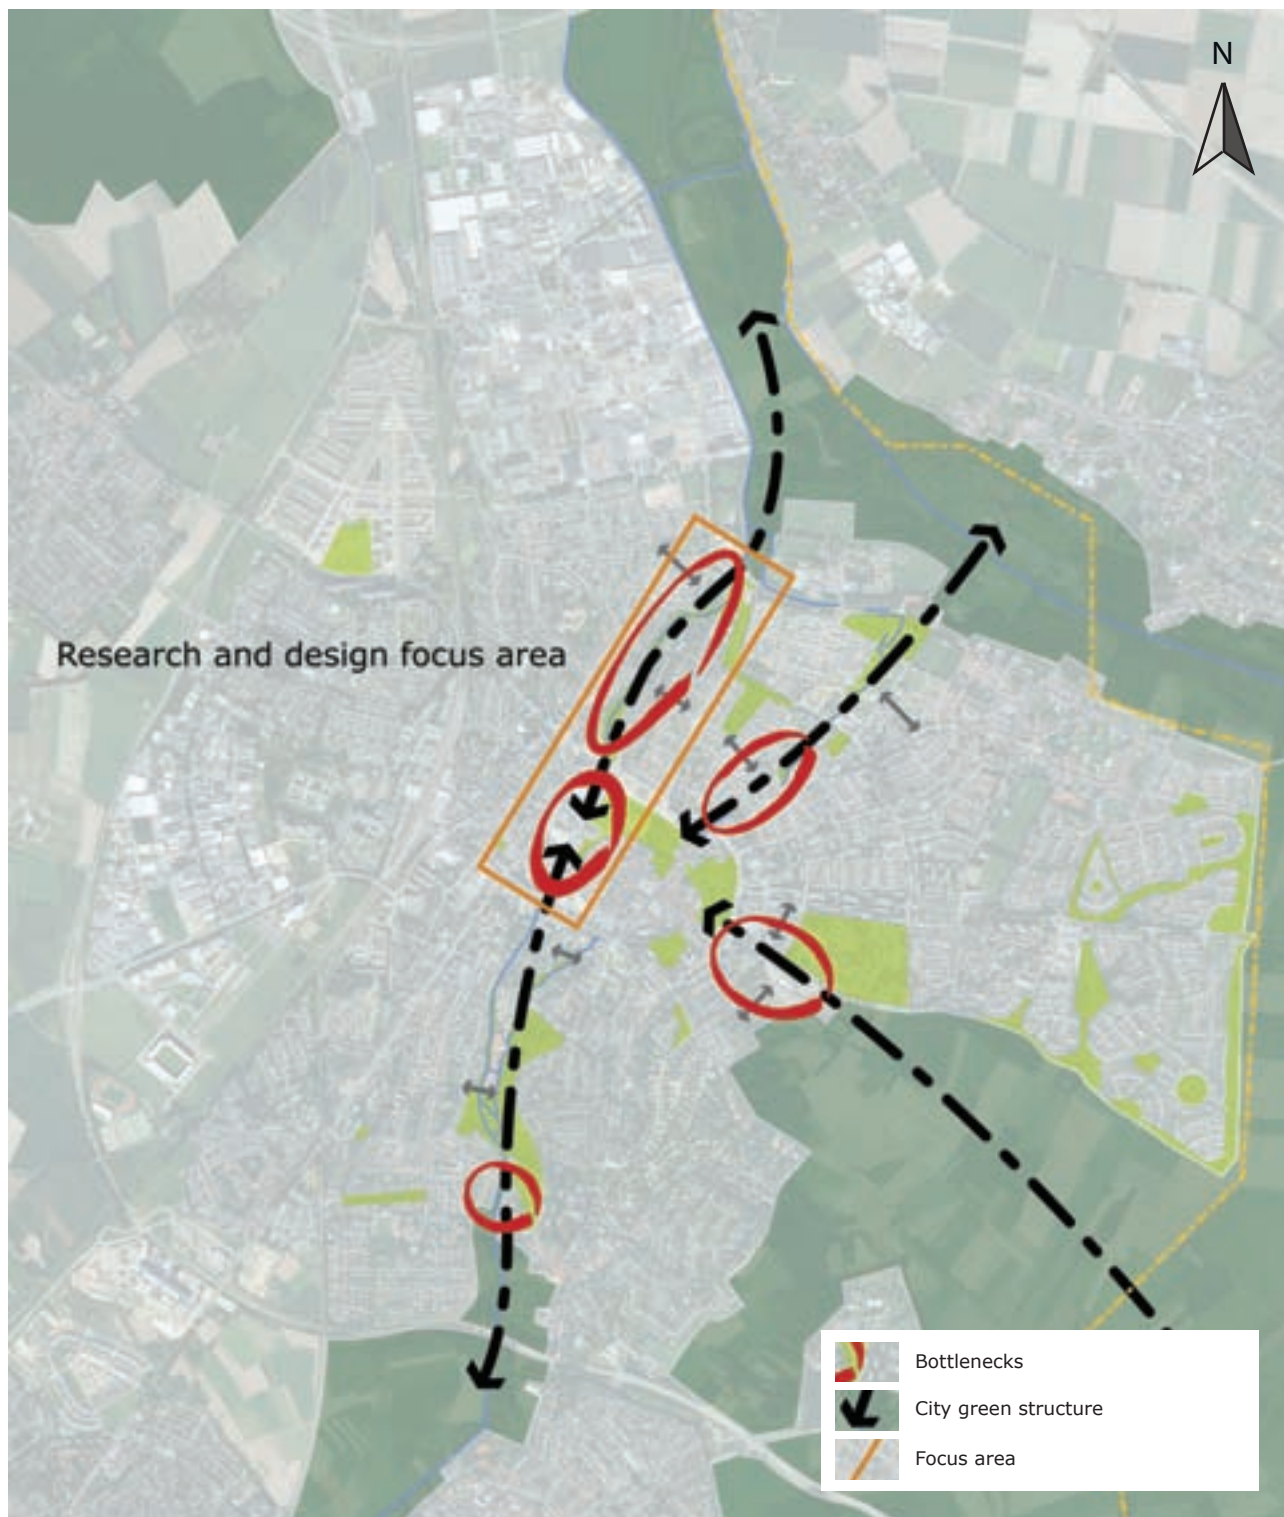 N
Research and design focus area
Bottlenecks
City green structure
Focus area